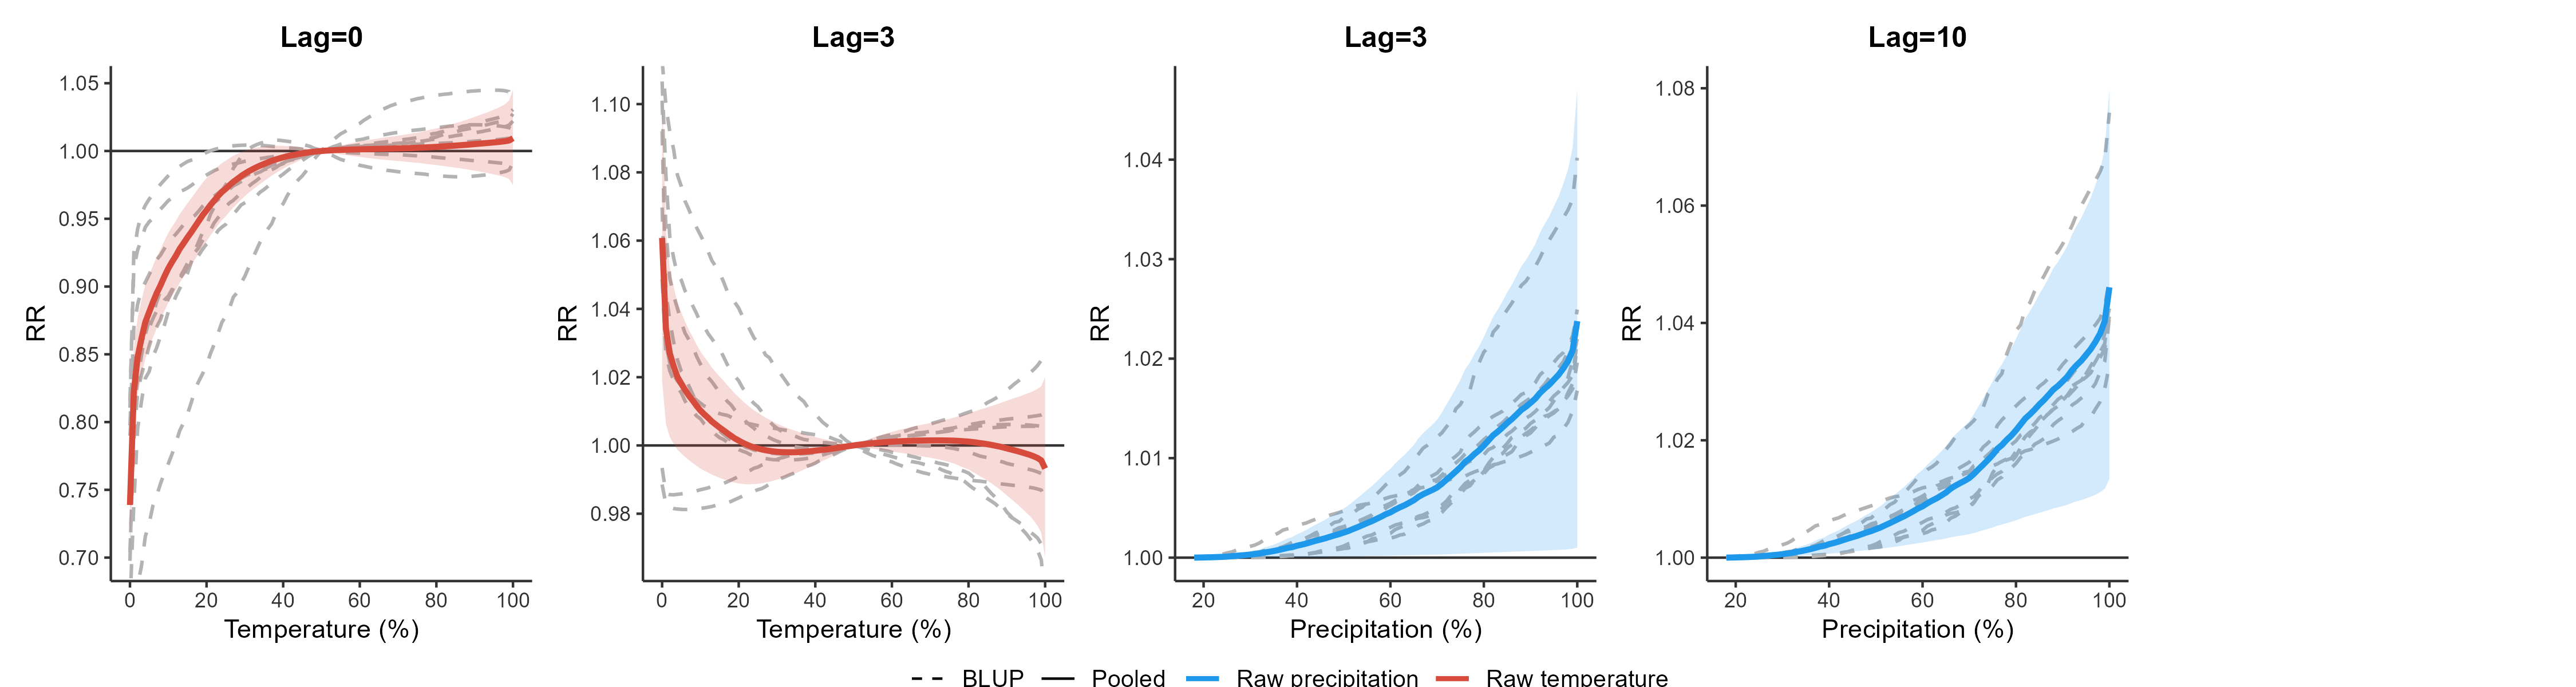 Lag=0
Lag=3
Lag=3
Lag=10
RR
1.05
1.00
0.95
0.90
0.85
0.80
0.75
0.70
0 20 40 60 80 100
Temperature (%)
RR
1.10
1.08
1.06
1.04
1.02
1.00
0.98
0 20 40 60 80 100
Temperature (%)
RR
1.04
1.03
1.02
1.01
1.00
20 40 60 80 100
Precipitation (%)
RR
1.08
1.06
1.04
1.02
1.00
20 40 60 80 100
Precipitation (%)
BLUP Pooled Raw precipitation Raw temperature